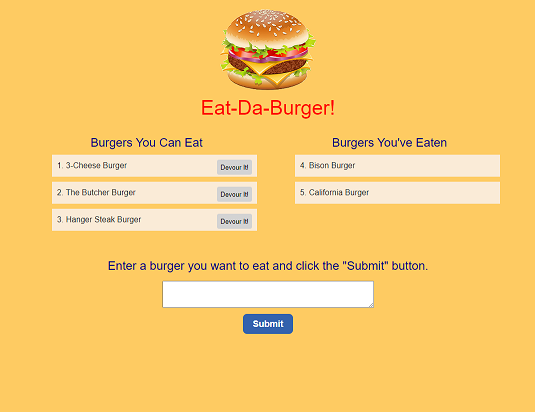 Eat-Da-Burger!
Burgers You Can Eat
1. 3-Cheese Burger Devour It!
2. The Butcher Burger Devour It!
3. Hanger Steak Burger Devour It!
Burgers You've Eaten
4. Bison Burger
5. California Burger
Enter a burger you want to eat and click the "Submit" button.
Submit